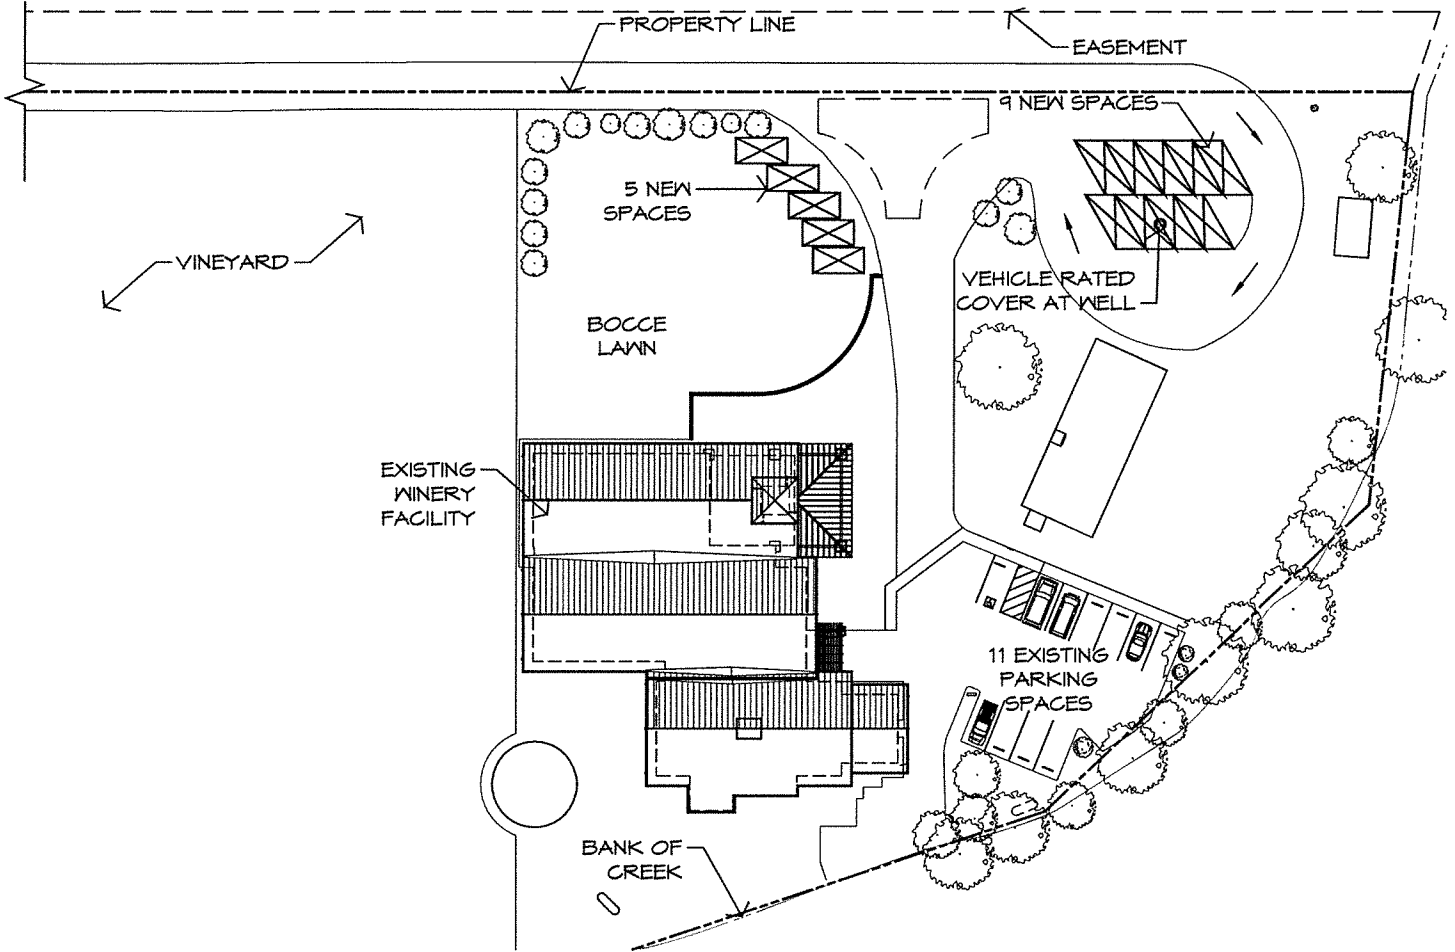 PROPERTY LINE
EASEMENT
9 NEW SPACES
5 NEW
SPACES
VINEYARD
VEHICLE RATED
COVER AT WELL
BOCCE
LAWN
EXISTING
WINERY
FACILITY
11 EXISTING
PARKING
SPACES
BANK OF
CREEK